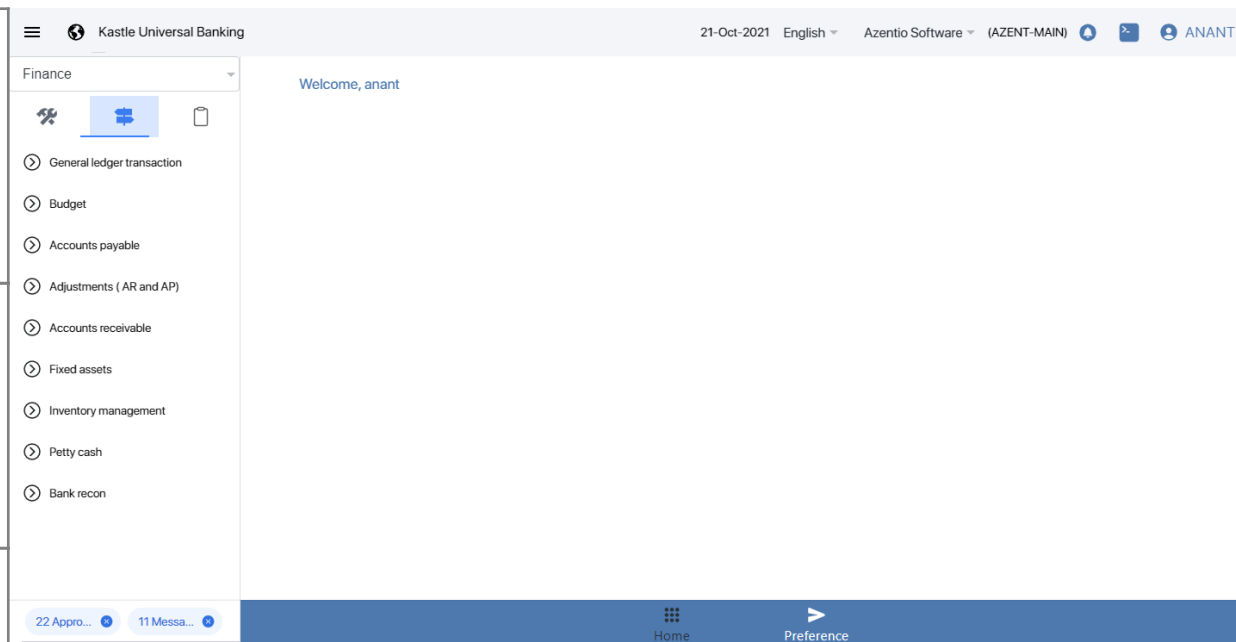 Kastle Universal Banking
21-Oct-2021 English Azentio Software (AZENT-MAIN) ANANT
Finance
Welcome, anant
General ledger transaction
Budget
Accounts payable
Adjustments ( AR and AP)
Accounts receivable
Fixed assets
Inventory management
Petty cash
Bank recon
22 Appro... 11 Messa...
Home Preference